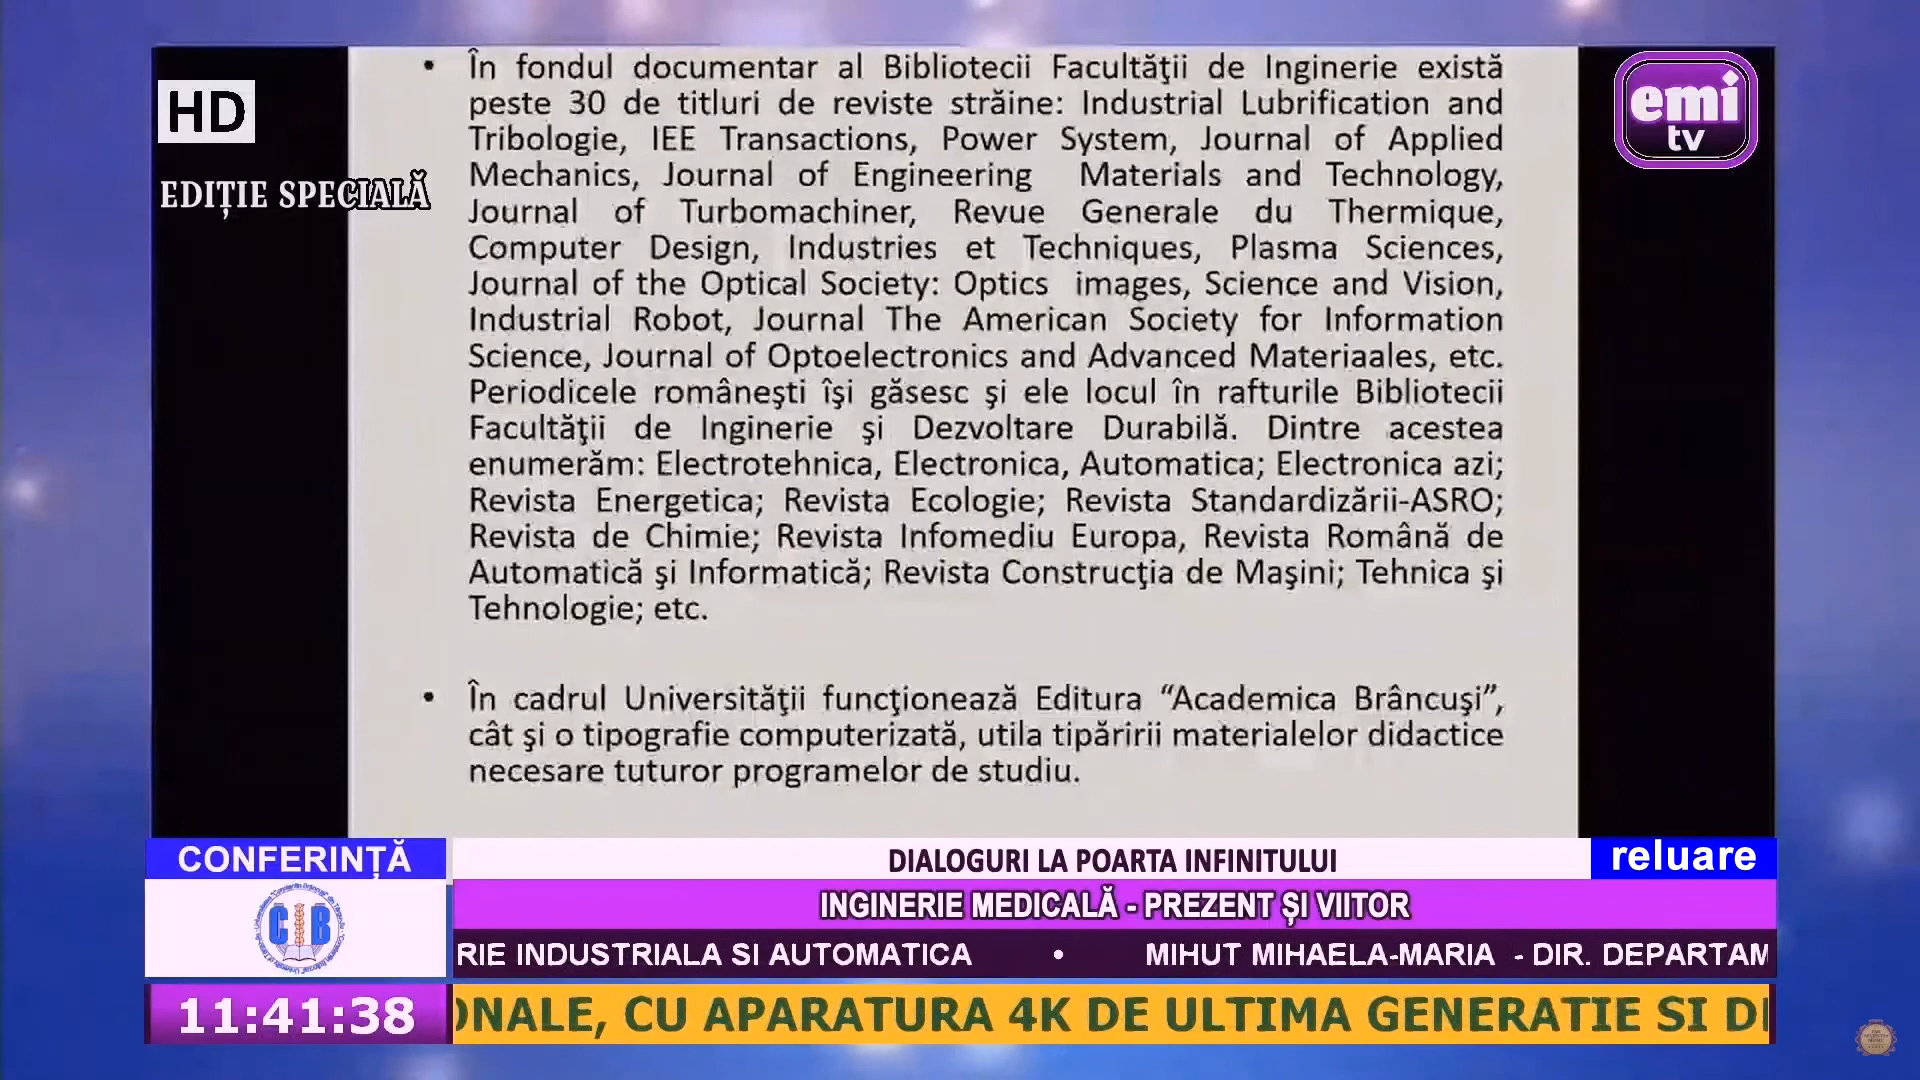 HD
EDIȚIE SPECIALĂ
emi
tv
• În fondul documentar al Bibliotecii Facultăţii de Inginerie există
peste 30 de titluri de reviste străine: Industrial Lubrification and
Tribologie, IEE Transactions, Power System, Journal of Applied
Mechanics, Journal of Engineering Materials and Technology,
Journal of Turbomachiner, Revue Generale du Thermique,
Computer Design, Industries et Techniques, Plasma Sciences,
Journal of the Optical Society: Optics images, Science and Vision,
Industrial Robot, Journal The American Society for Information
Science, Journal of Optoelectronics and Advanced Materiaales, etc.
Periodicele româneşti îşi găsesc şi ele locul în rafturile Bibliotecii
Facultăţii de Inginerie şi Dezvoltare Durabilă. Dintre acestea
enumerăm: Electrotehnica, Electronica, Automatica; Electronica azi;
Revista Energetica; Revista Ecologie; Revista Standardizării-ASRO;
Revista de Chimie; Revista Infomediu Europa, Revista Română de
Automatică şi Informatică; Revista Construcţia de Maşini; Tehnica şi
Tehnologie; etc.
• În cadrul Universităţii funcţionează Editura “Academica Brâncuşi”,
cât şi o tipografie computerizată, utila tipăririi materialelor didactice
necesare tuturor programelor de studiu.
CONFERINȚĂ
DIALOGURI LA POARTA INFINITULUI
reluare
INGINERIE MEDICALĂ - PREZENT ȘI VIITOR
CB
RIE INDUSTRIALA SI AUTOMATICA • MIHUT MIHAELA-MARIA - DIR. DEPARTAM
11:41:38
ONALE, CU APARATURA 4K DE ULTIMA GENERATIE SI DI